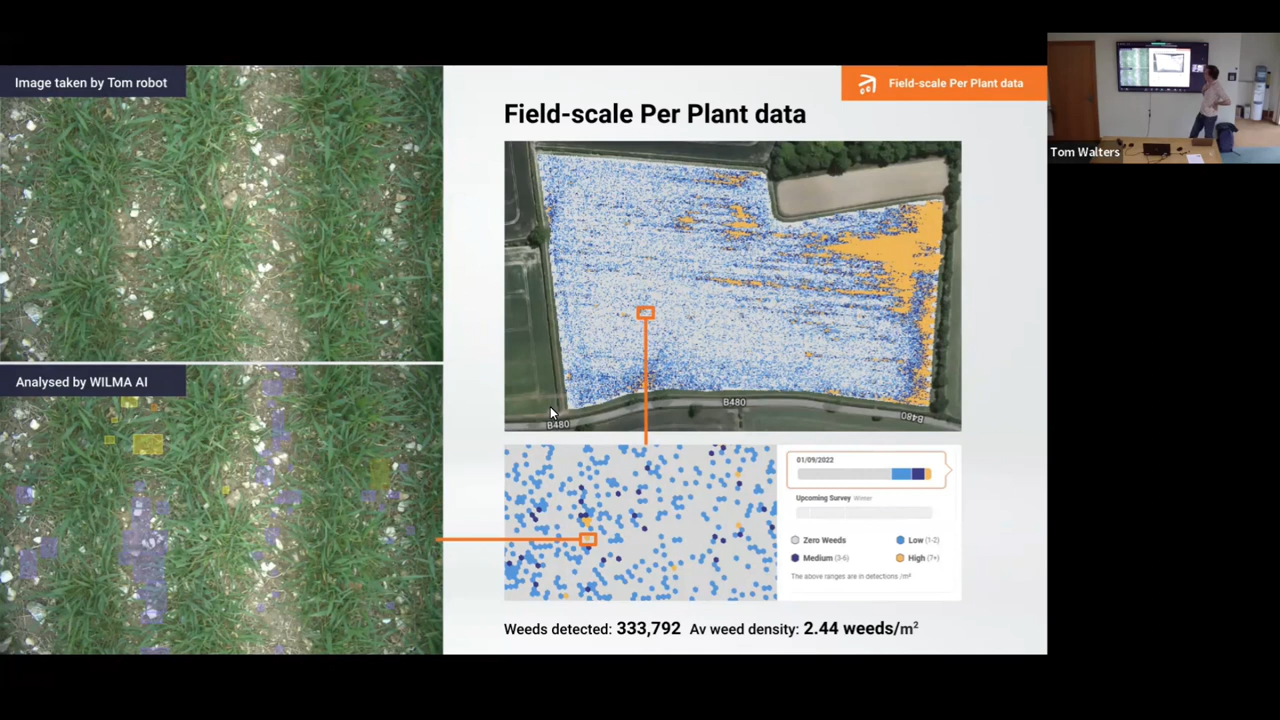 Image taken by Tom robot
Field-scale Per Plant data
Field-scale Per Plant data
Tom Walters
B480
B480
B480
Analysed by WILMA AI
01/09/2022
Upcoming Survey Winter
Zero Weeds
Low (1-2)
Medium (3-6)
High (7+)
The above ranges are in detections /m²
Weeds detected: 333,792 Av weed density: 2.44 weeds/m²